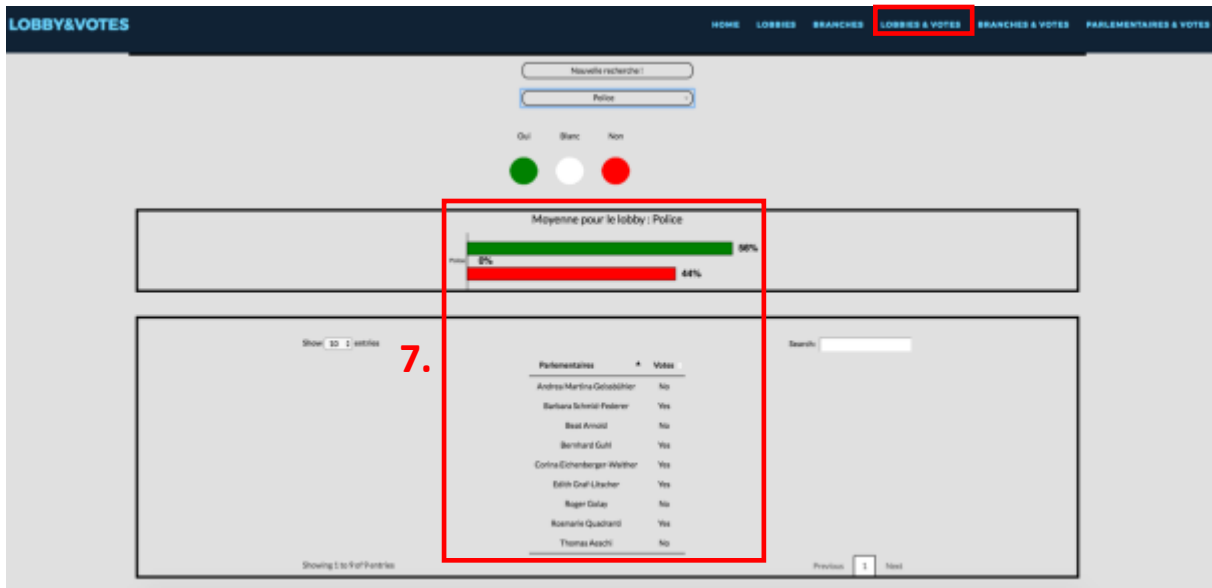 LOBBY&VOTES HOME LOBBIES BRANCHES LOBBIES & VOTES BRANCHES & VOTES PARLEMENTAIRES & VOTES
Nouvelle recherche !
Police
Oui Blanc Non
Moyenne pour le lobby : Police
56%
Police 0%
44%
Show 10 entries Search:
7.
Parlementaires Votes
Andrea Martina Geissbühler No
Barbara Schmid-Federer Yes
Beat Arnold No
Bernhard Guhl Yes
Corina Eichenberger-Walther Yes
Edith Graf-Litscher Yes
Roger Golay No
Rosmarie Quadranti Yes
Thomas Aeschi No
Showing 1 to 9 of 9 entries Previous 1 Next